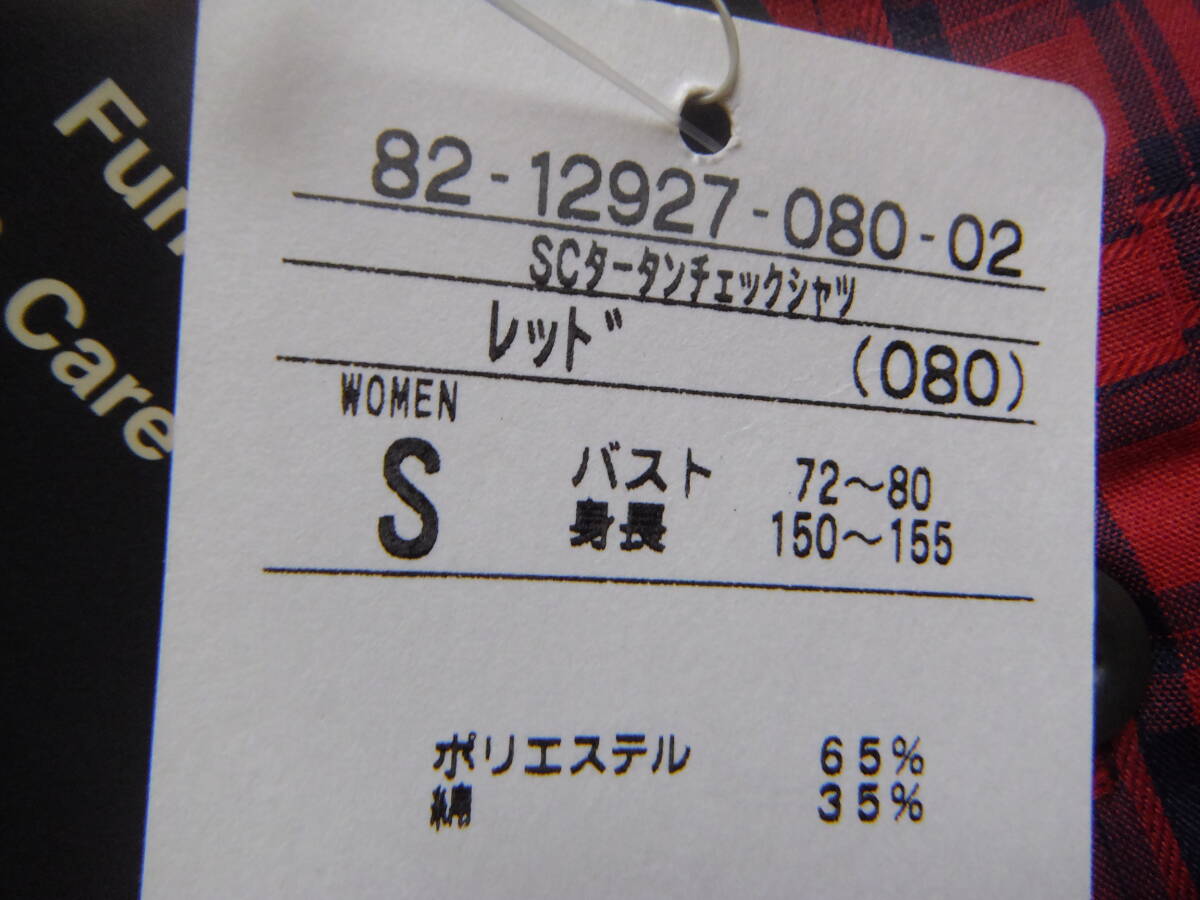 Care
82-12927-080-02
SCタータンチェックシャツ
レッド (080)
WOMEN
S
バスト 72~80
身長 150~155
ポリエステル 65%
綿 35%